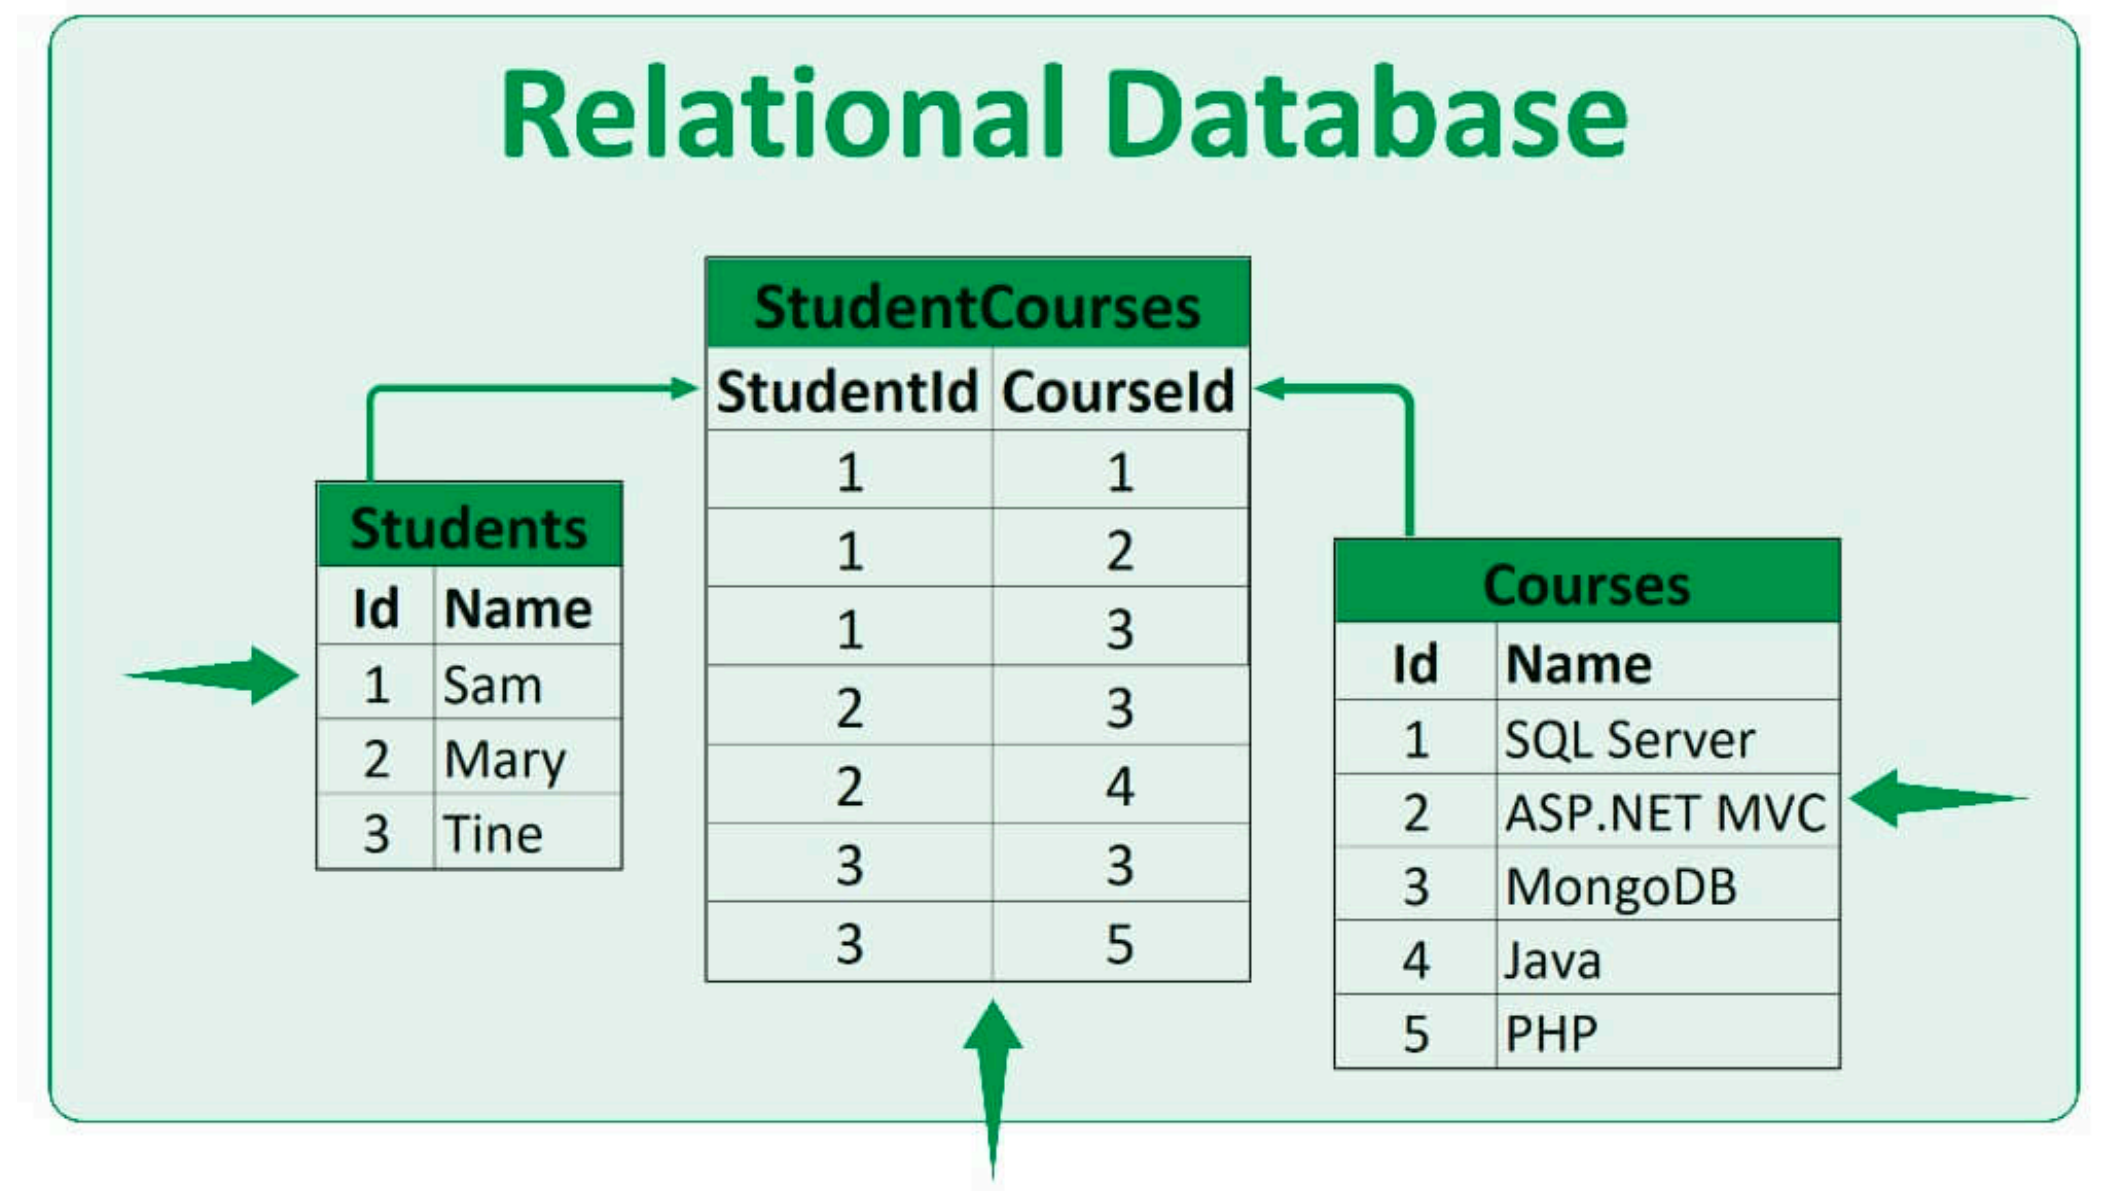 Relational Database
StudentCourses
StudentId CourseId
1 1
1 2
1 3
2 3
2 4
3 3
3 5
Students
Id Name
1 Sam
2 Mary
3 Tine
Courses
Id Name
1 SQL Server
2 ASP.NET MVC
3 MongoDB
4 Java
5 PHP